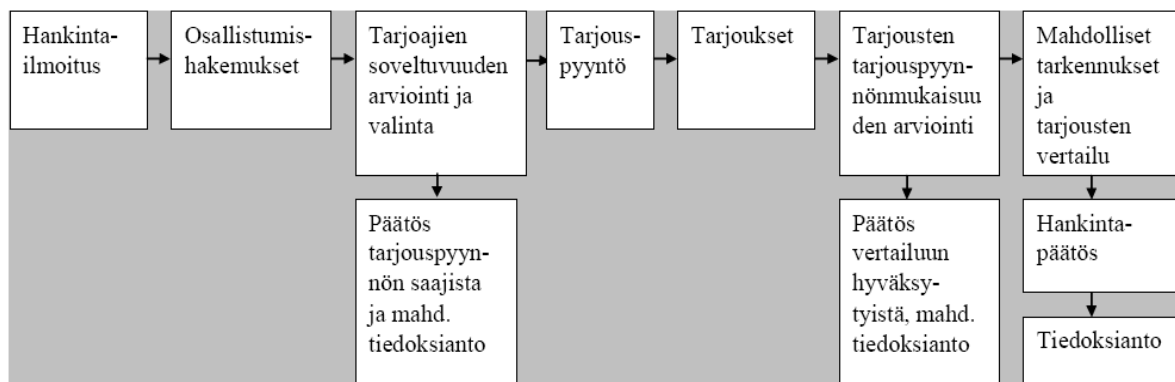 Hankinta-
ilmoitus
Osallistumis-
hakemukset
Tarjoajien
soveltuvuuden
arviointi ja
valinta
Tarjous-
pyyntö
Tarjoukset
Tarjousten
tarjouspyyn-
nönmukaisuu
den arviointi
Mahdolliset
tarkennukset
ja
tarjousten
vertailu
Päätös
tarjouspyyn-
nön saajista
ja mahd.
tiedoksianto
Päätös
vertailuun
hyväksy-
tyistä, mahd.
tiedoksianto
Hankinta-
päätös
Tiedoksianto